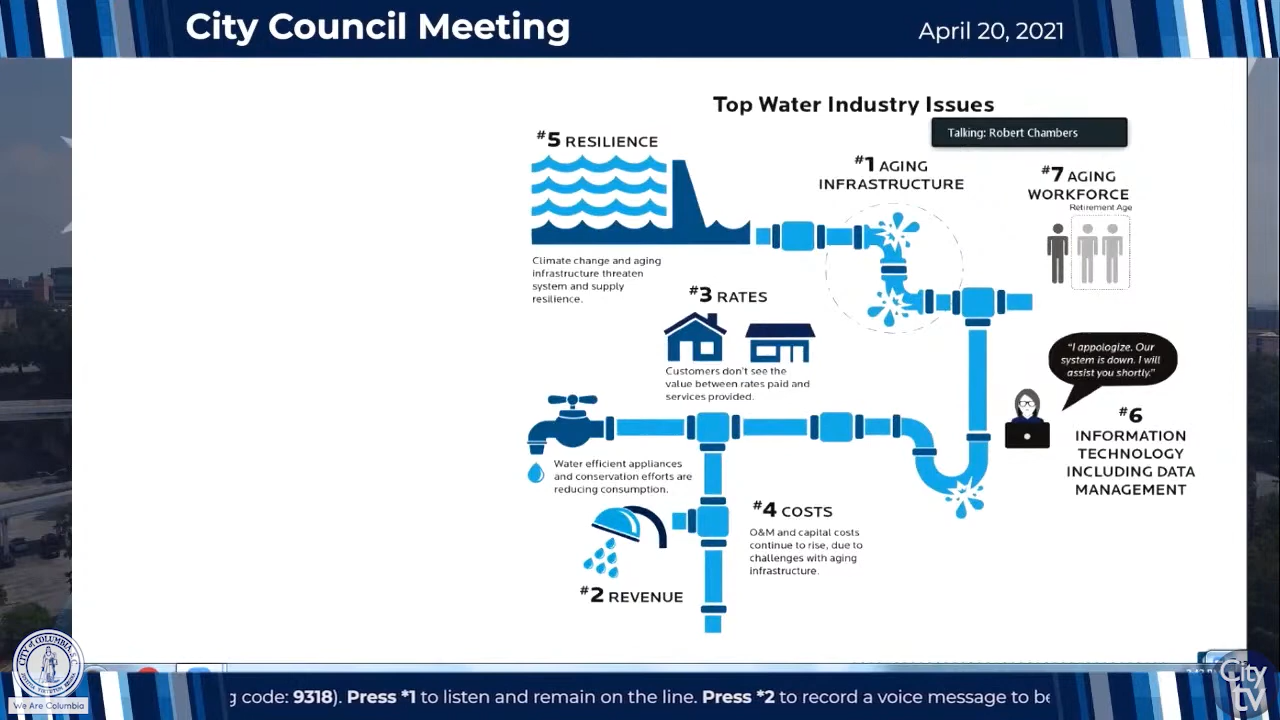 City Council Meeting
April 20, 2021
Top Water Industry Issues
Talking: Robert Chambers
#5 RESILIENCE
Climate change and aging
infrastructure threaten
system and supply
resilience.
#1 AGING
INFRASTRUCTURE
#7 AGING
WORKFORCE
Retirement Age
#3 RATES
Customers don't see the
value between rates paid and
services provided.
"I appologize. Our
system is down. I will
assist you shortly."
#6
INFORMATION
TECHNOLOGY
INCLUDING DATA
MANAGEMENT
Water efficient appliances
and conservation efforts are
reducing consumption.
#2 REVENUE
#4 COSTS
O&M and capital costs
continue to rise, due to
challenges with aging
infrastructure.
g code: 9318). Press *1 to listen and remain on the line. Press *2 to record a voice message to be
CITY of COLUMBIA
We Are Columbia
City
tv